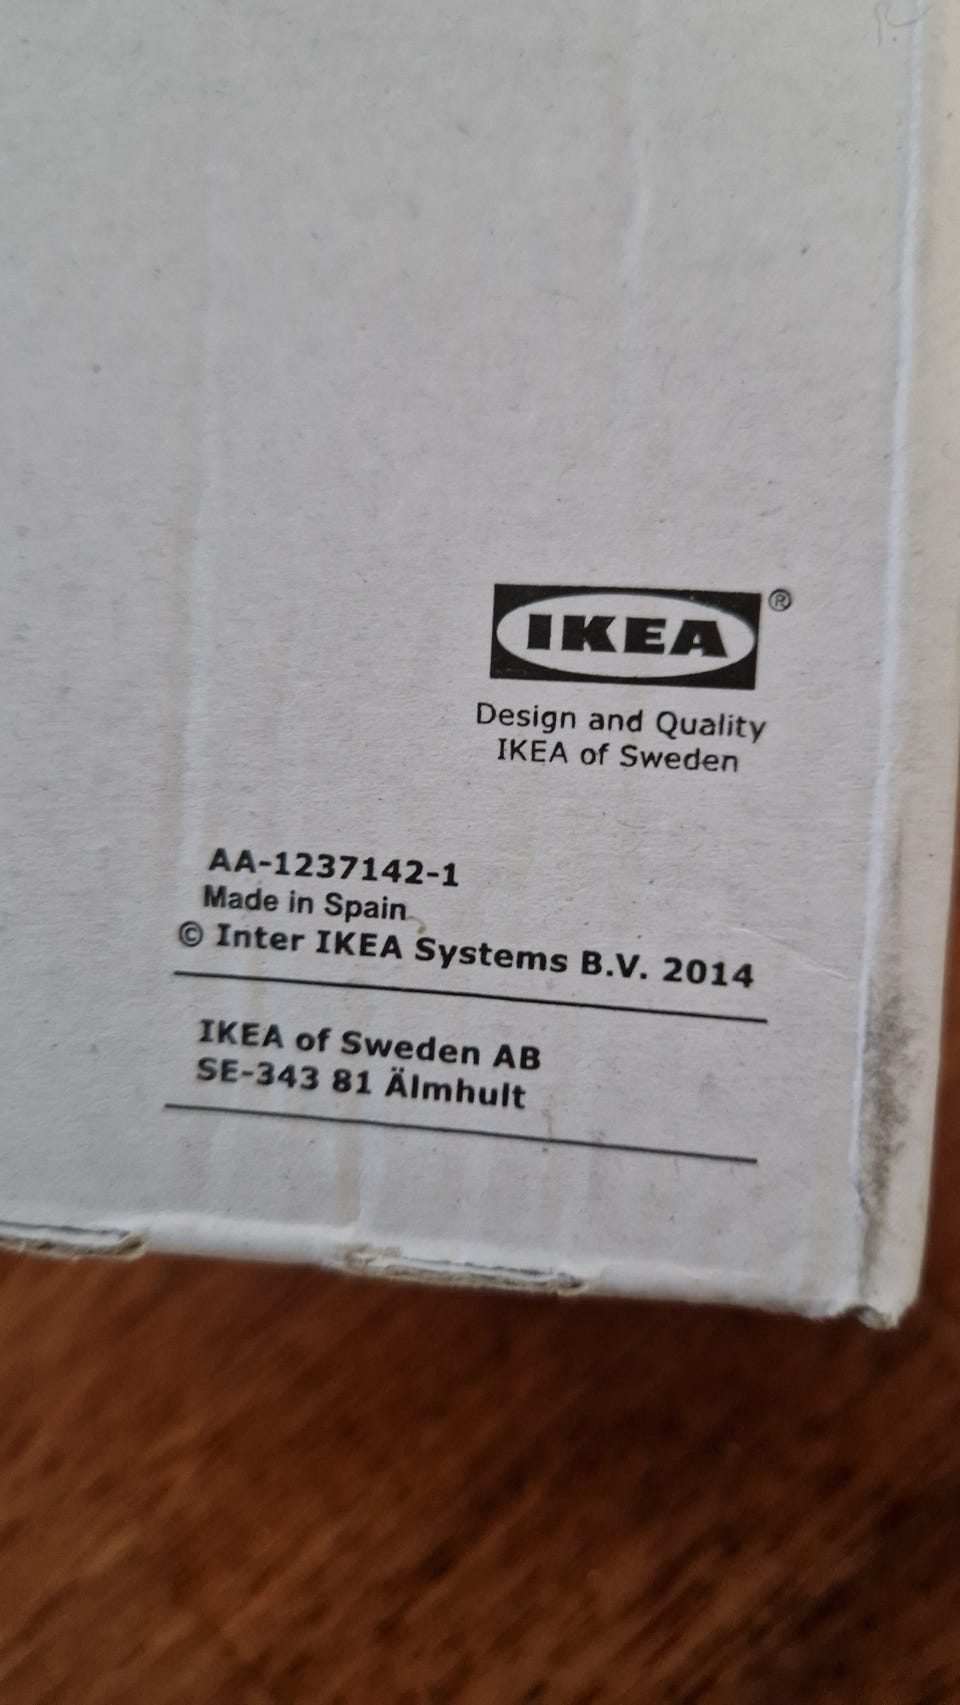 IKEA®
Design and Quality
IKEA of Sweden
AA-1237142-1
Made in Spain
© Inter IKEA Systems B.V. 2014
IKEA of Sweden AB
SE-343 81 Älmhult